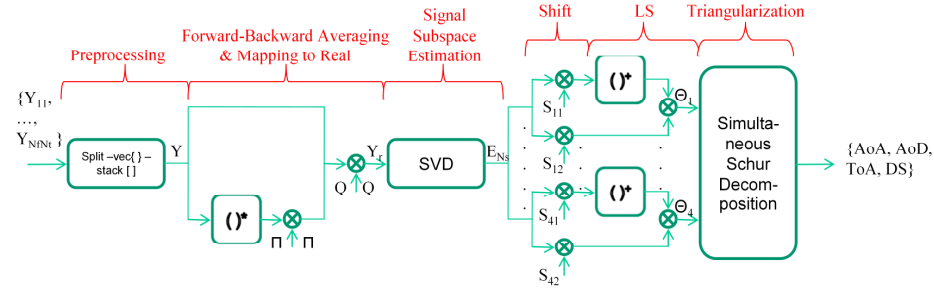 Preprocessing
Forward-Backward Averaging
& Mapping to Real
Signal
Subspace
Estimation
Shift
LS
Triangularization
{Y11,
...,
YNfNt}
Split –vec{ } –
stack [ ]
Y
( )*
Π Π
Q Q
Yr
SVD
ENs
S11
( )+
Θ1
S12
S41
( )+
Θ4
S42
Simulta-
neous
Schur
Decom-
position
{AoA, AoD,
ToA, DS}